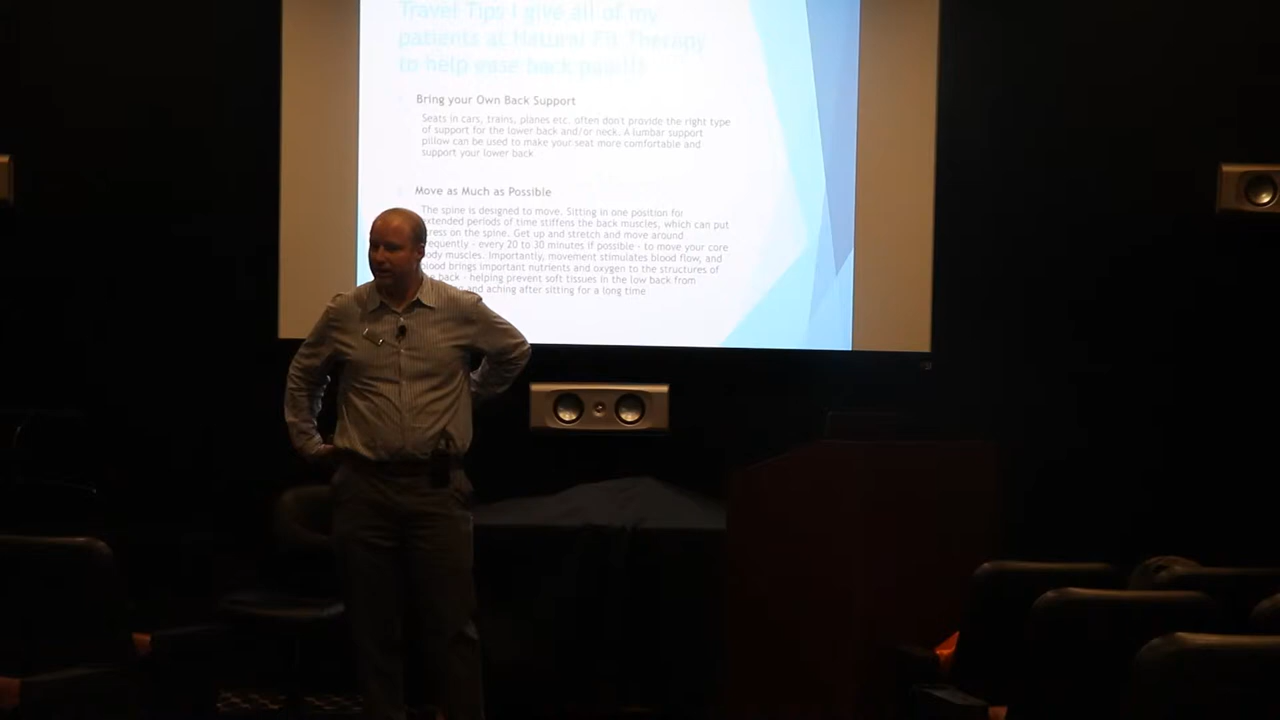 Travel Tips I give all of my
patients at Natural Fit Therapy
to help ease back pain
Bring your Own Back Support
Seats in cars, trains, planes etc. often don't provide the right type
of support for the lower back and/or neck. A lumbar support
pillow can be used to make your seat more comfortable and
support your lower back
Move as Much as Possible
The spine is designed to move. Sitting in one position for
extended periods of time stiffens the back muscles, which can put
tress on the spine. Get up and stretch and move around
requently - every 20 to 30 minutes if possible - to move your core
ody muscles. Importantly, movement stimulates blood flow, and
blood brings important nutrients and oxygen to the structures of
back - helping prevent soft tissues in the low back from
and aching after sitting for a long time